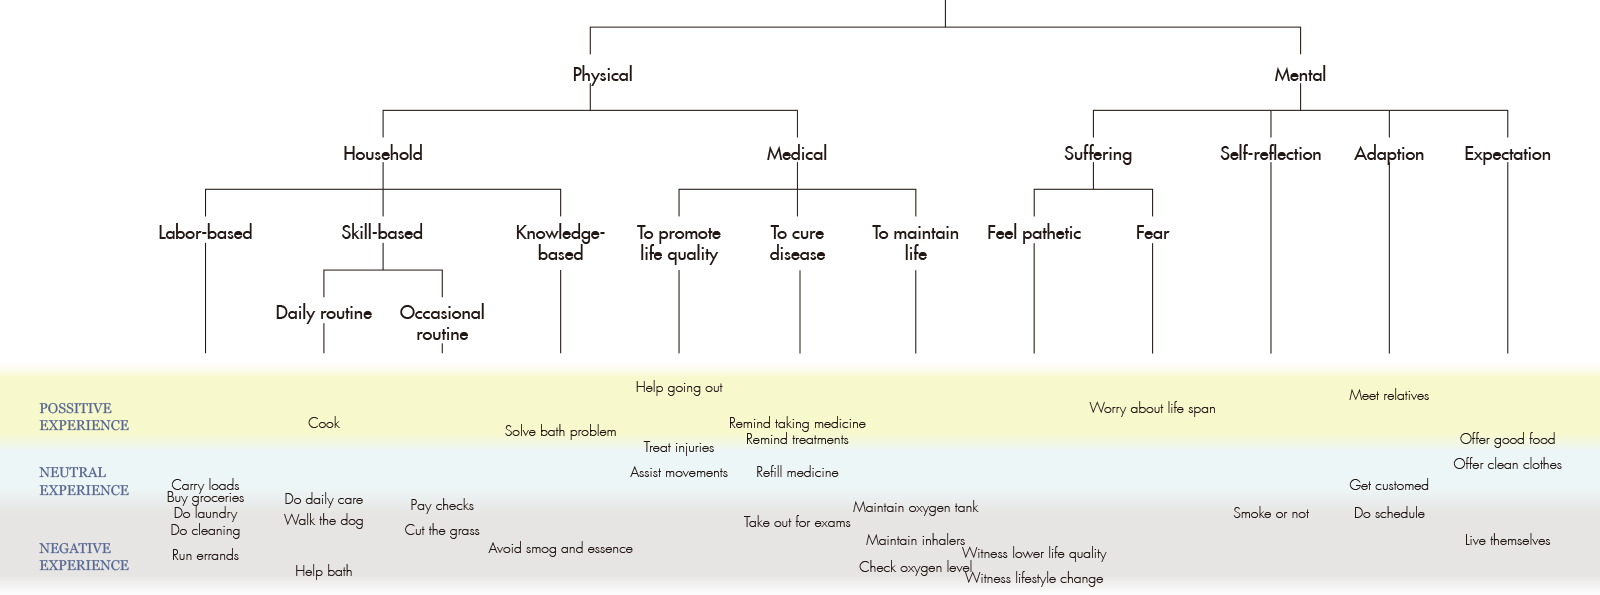 Physical
Mental
Household
Medical
Suffering
Self-reflection
Adaption
Expectation
Labor-based
Skill-based
Knowledge-
based
To promote
life quality
To cure
disease
To maintain
life
Feel pathetic
Fear
Daily routine
Occasional
routine
POSSITIVE
EXPERIENCE
Help going out
Meet relatives
Worry about life span
Cook
Remind taking medicine
Solve bath problem
Remind treatments
Offer good food
Treat injuries
NEUTRAL
EXPERIENCE
Offer clean clothes
Assist movements
Refill medicine
Carry loads
Get customed
Buy groceries
Do daily care
Pay checks
Maintain oxygen tank
Do laundry
Smoke or not
Do schedule
Walk the dog
Take out for exams
Do cleaning
Cut the grass
NEGATIVE
EXPERIENCE
Maintain inhalers
Live themselves
Avoid smog and essence
Witness lower life quality
Run errands
Check oxygen level
Help bath
Witness lifestyle change